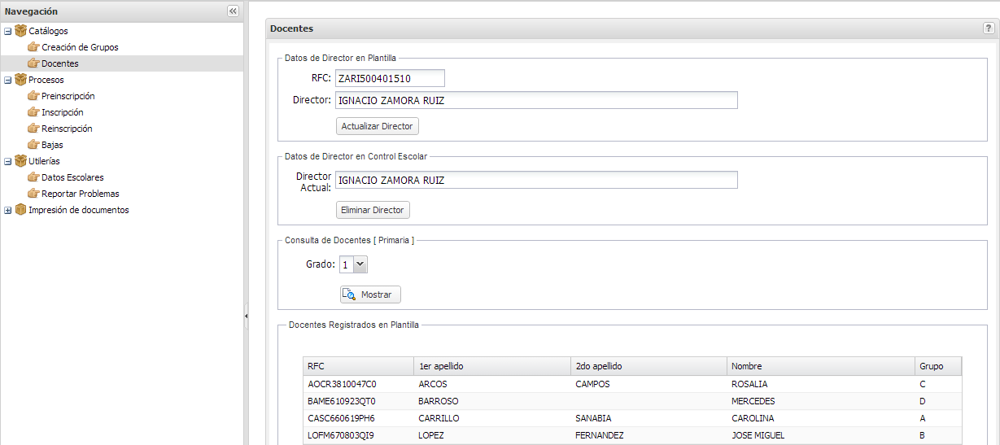 Navegación
Catálogos
Creación de Grupos
Docentes
Procesos
Preinscripción
Inscripción
Reinscripción
Bajas
Utilerías
Datos Escolares
Reportar Problemas
Impresión de documentos
Docentes
?
Datos de Director en Plantilla
RFC: ZARI500401510
Director: IGNACIO ZAMORA RUIZ
Actualizar Director
Datos de Director en Control Escolar
Director Actual: IGNACIO ZAMORA RUIZ
Eliminar Director
Consulta de Docentes [ Primaria ]
Grado: 1
Mostrar
Docentes Registrados en Plantilla
RFC 1er apellido 2do apellido Nombre Grupo
AOCR3810047C0 ARCOS CAMPOS ROSALIA C
BAME610923QT0 BARROSO MERCEDES D
CASC660619PH6 CARRILLO SANABIA CAROLINA A
LOFM670803QI9 LOPEZ FERNANDEZ JOSE MIGUEL B